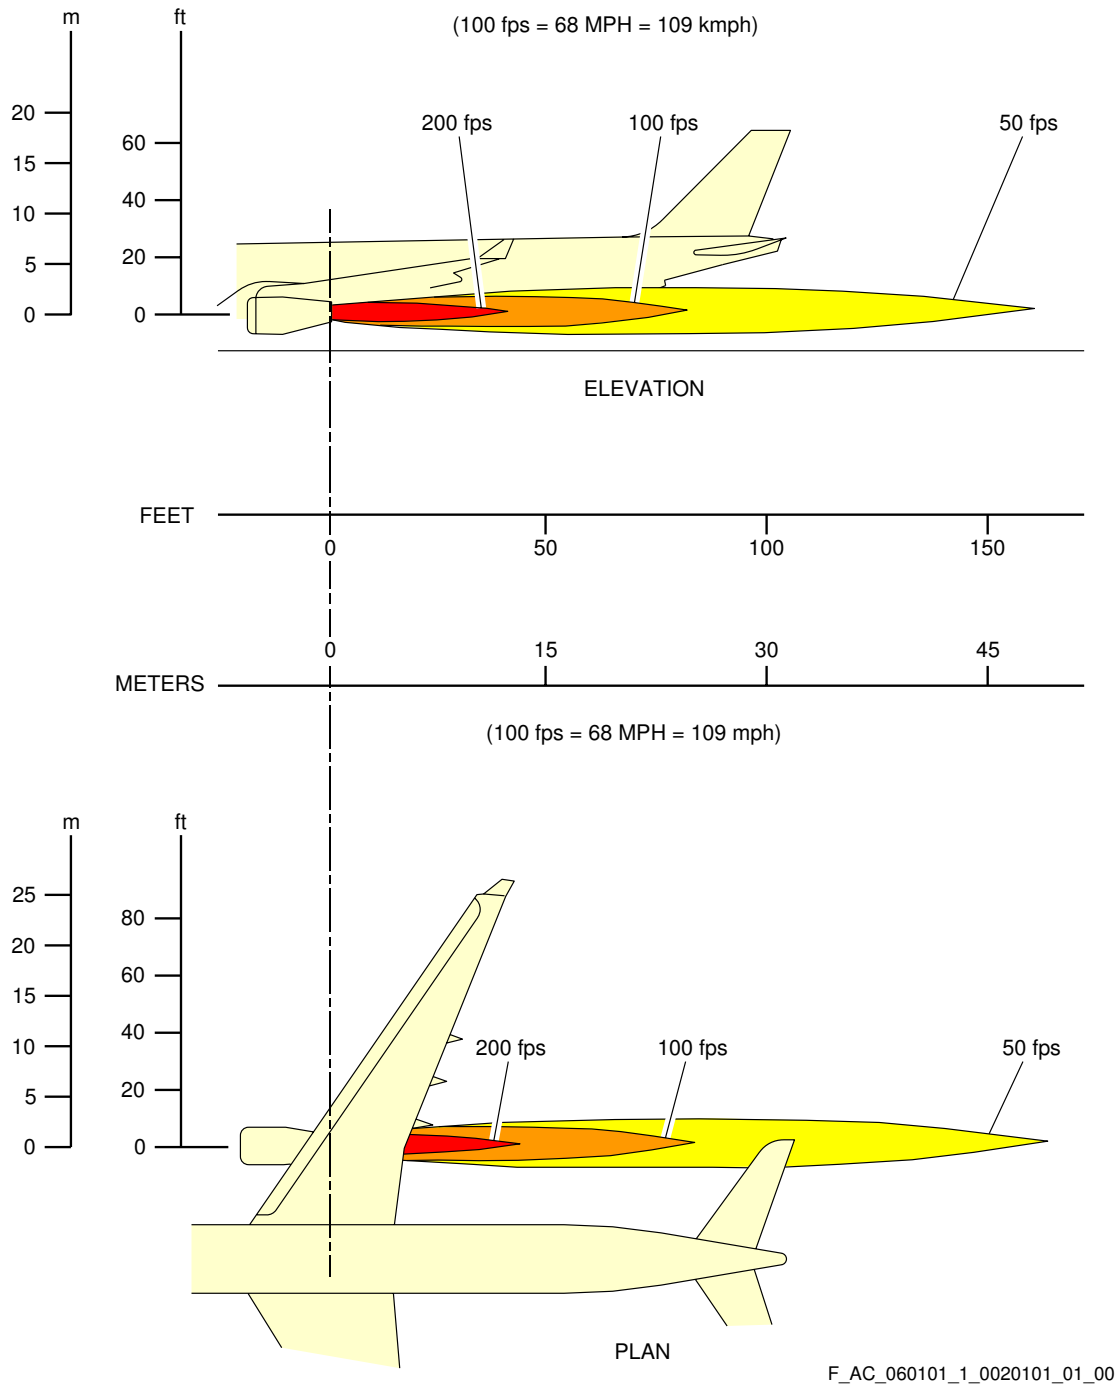 (100 fps = 68 MPH = 109 kmph)
m
ft
20
15
10
5
0
60
40
20
0
200 fps
100 fps
50 fps
ELEVATION
FEET
0
50
100
150
METERS
0
15
30
45
(100 fps = 68 MPH = 109 mph)
m
ft
25
20
15
10
5
0
80
60
40
20
0
200 fps
100 fps
50 fps
PLAN
F_AC_060101_1_0020101_01_00